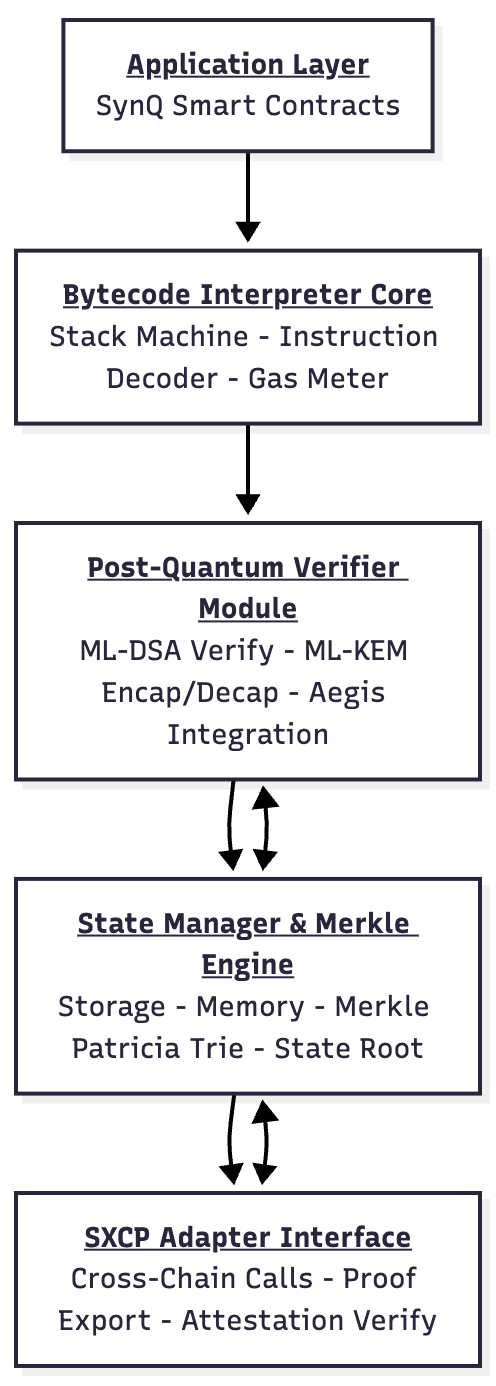 Application Layer
SynQ Smart Contracts
Bytecode Interpreter Core
Stack Machine - Instruction
Decoder - Gas Meter
Post-Quantum Verifier
Module
ML-DSA Verify - ML-KEM
Encap/Decap - Aegis
Integration
State Manager & Merkle
Engine
Storage - Memory - Merkle
Patricia Trie - State Root
SXCP Adapter Interface
Cross-Chain Calls - Proof
Export - Attestation Verify